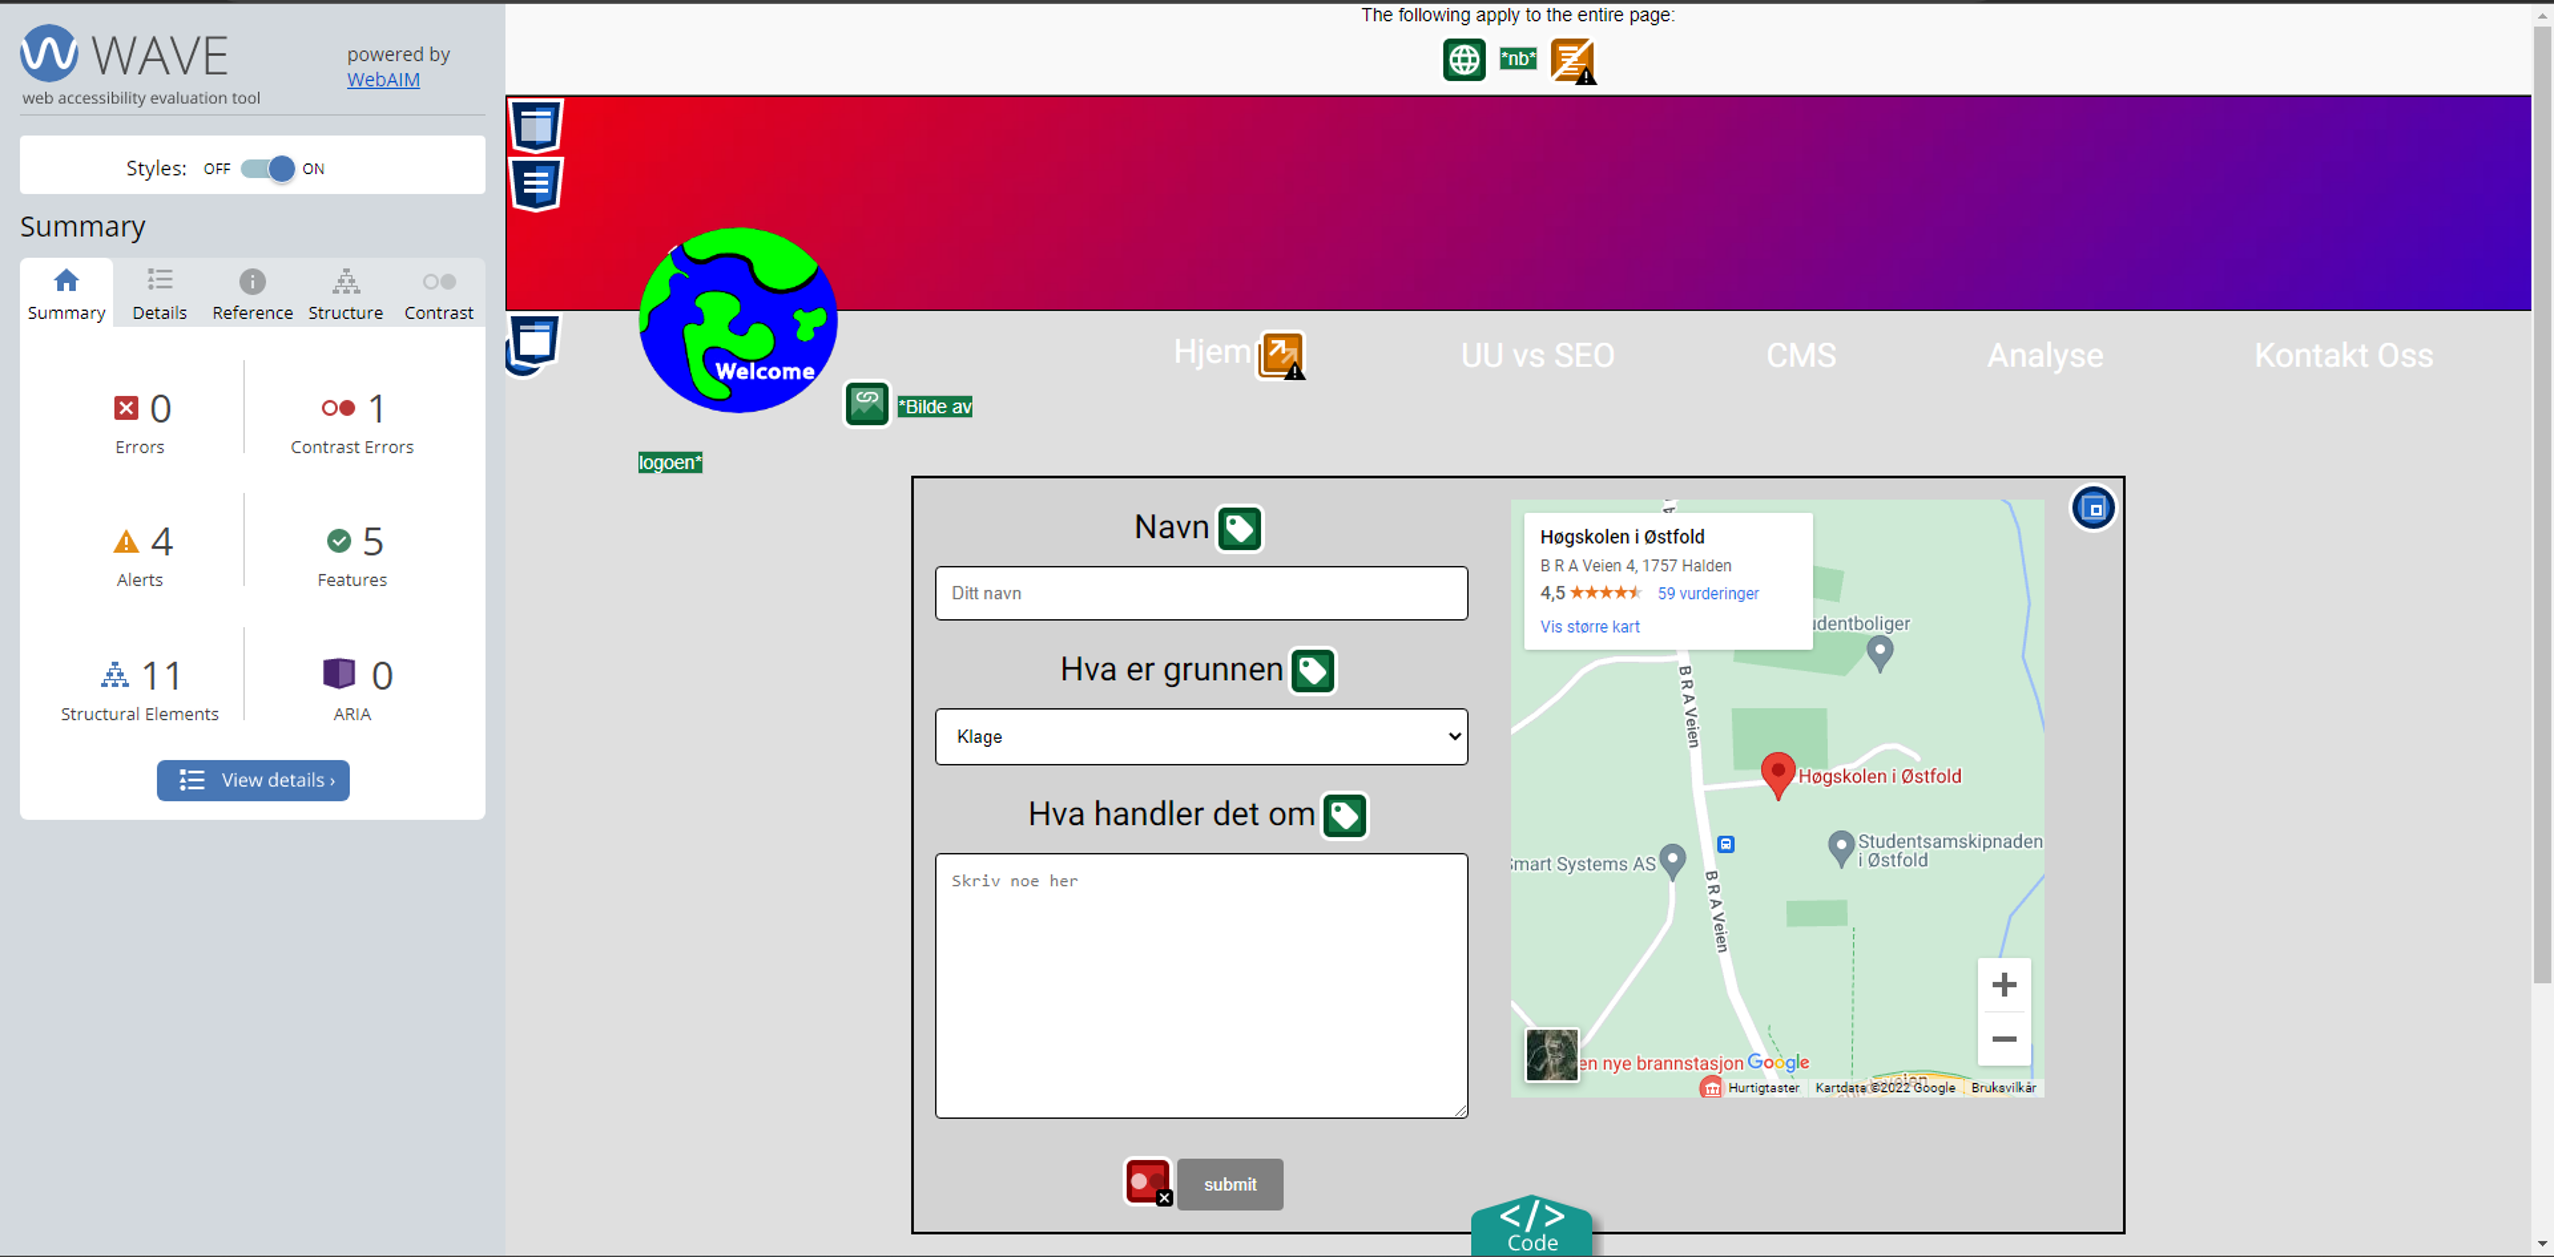 WAVE
powered by
WebAIM
web accessibility evaluation tool
Styles: OFF ON
Summary
Summary Details Reference Structure Contrast
0 Errors
1 Contrast Errors
4 Alerts
5 Features
11 Structural Elements
0 ARIA
View details ›
The following apply to the entire page:
*nb*
Welcome
Hjem UU vs SEO CMS Analyse Kontakt Oss
*Bilde av
logoen*
Navn
Ditt navn
Hva er grunnen
Klage
Hva handler det om
Skriv noe her
submit
Høgskolen i Østfold
B R A Veien 4, 1757 Halden
4,5 59 vurderinger
Vis større kart
udentboliger
B R A Veien
Høgskolen i Østfold
Studentsamskipnaden
i Østfold
Smart Systems AS
B R A Veien
en nye brannstasjon Google
Hurtigtaster Kartdata ©2022 Google Bruksvilkår
</> Code